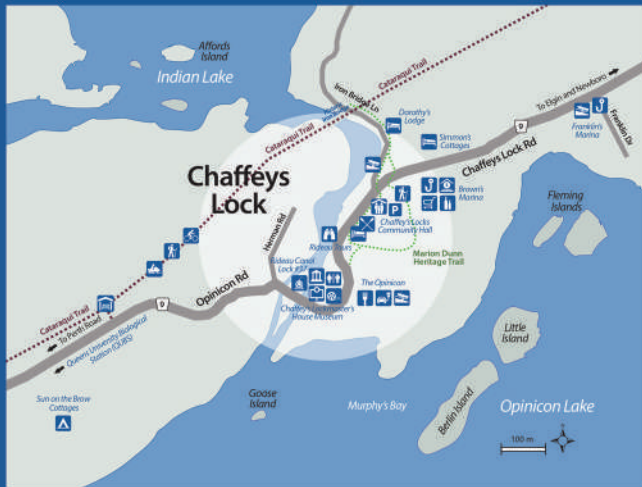 Affords
Island
Indian Lake
Cataraqui Trail
Iron Bridge Ln
To Elgin and Newboro
Dorothy's
Lodge
9
Franklin's
Marina
Franklin Dr
Simmon's
Cottages
Chaffeys Lock Rd
Cataraqui Trail
Chaffeys
Lock
Brown's
Marina
Fleming
Islands
P
Chaffey's Locks
Community Hall
Herman Rd
Rideau Tours
Marion Dunn
Heritage Trail
Rideau Canal
Lock #37
Opinicon Rd
The Opinicon
Chaffey's Lockmaster's
House Museum
9
Cataraqui Trail
To Perth Road
Queens University Biological
Station (QUBS)
Little
Island
Goose
Island
Murphy's Bay
Berlin Island
Opinicon Lake
Sun on the Brow
Cottages
100 m